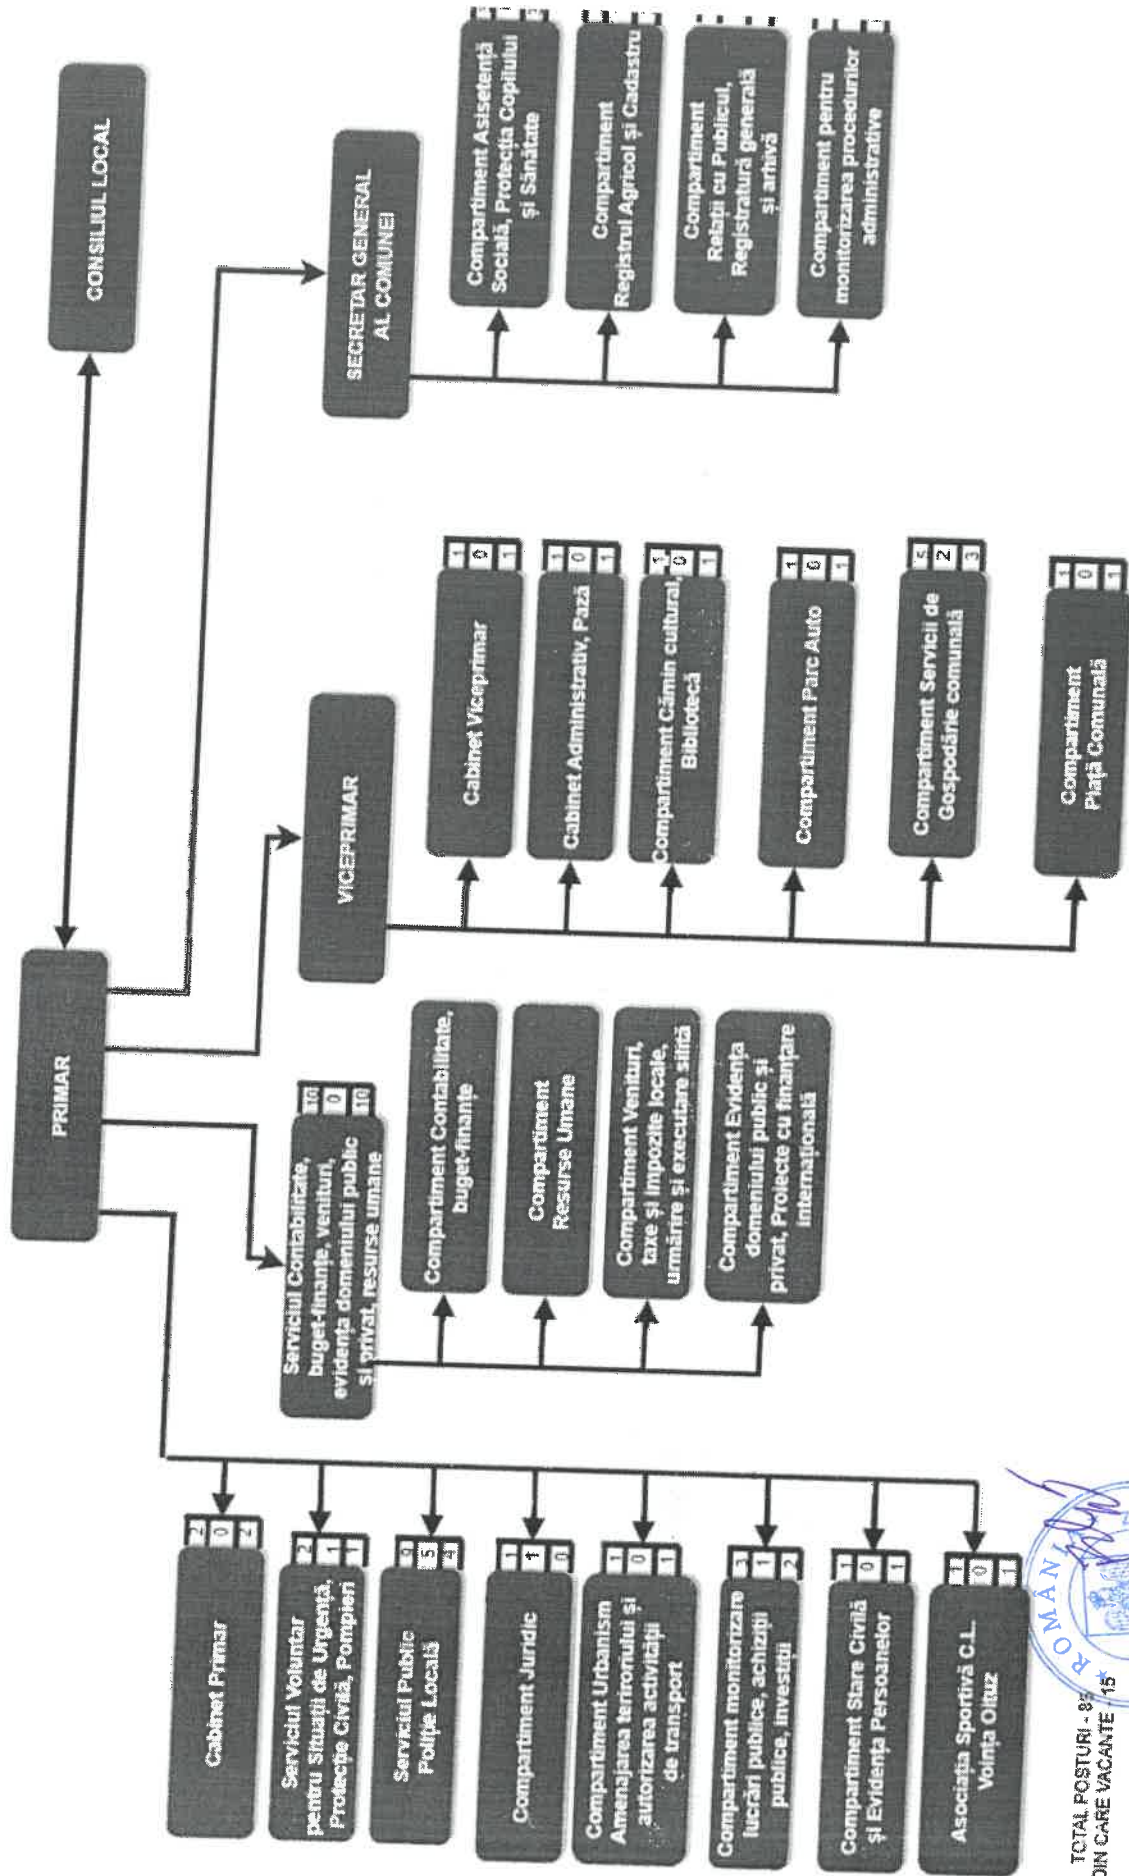 CONSILIUL LOCAL
PRIMAR
SECRETAR GENERAL
AL COMUNEI
Compartiment Asisetență
Socială, Protecția Copilului
și Sănătate
Compartiment
Registrul Agricol și Cadastru
Compartiment
Relații cu Publicul,
Registratură generală
și arhivă
Compartiment pentru
monitorizarea procedurilor
administrative
VICEPRIMAR
Cabinet Viceprimar
1
0
1
Cabinet Administrativ, Pază
1
0
1
Compartiment Cămin cultural,
Bibliotecă
1
0
1
Compartiment Parc Auto
1
0
1
Compartiment Servicii de
Gospodărie comunală
5
2
3
Compartiment
Piață Comunală
1
0
1
Serviciul Contabilitate,
buget-finanțe, venituri,
evidența domeniului public
și privat, resurse umane
10
0
10
Compartiment Contabilitate,
buget-finanțe
Compartiment
Resurse Umane
Compartiment Venituri,
taxe și impozite locale,
urmărire și executare silită
Compartiment Evidența
domeniului public și
privat, Proiecte cu finanțare
internațională
Cabinet Primar
2
0
2
Serviciul Voluntar
pentru Situații de Urgență,
Protecție Civilă, Pompieri
2
1
1
Serviciul Public
Poliție Locală
9
5
4
Compartiment Juridic
1
1
0
Compartiment Urbanism
Amenajarea teritoriului și
autorizarea activității
de transport
1
0
1
Compartiment monitorizare
lucrări publice, achiziții
publice, investiții
3
1
2
Compartiment Stare Civilă
și Evidența Persoanelor
1
0
1
Asociația Sportivă C.L.
Voința Oituz
1
0
1
TOTAL POSTURI -
DIN CARE VACANTE - 15
ROMÂNI